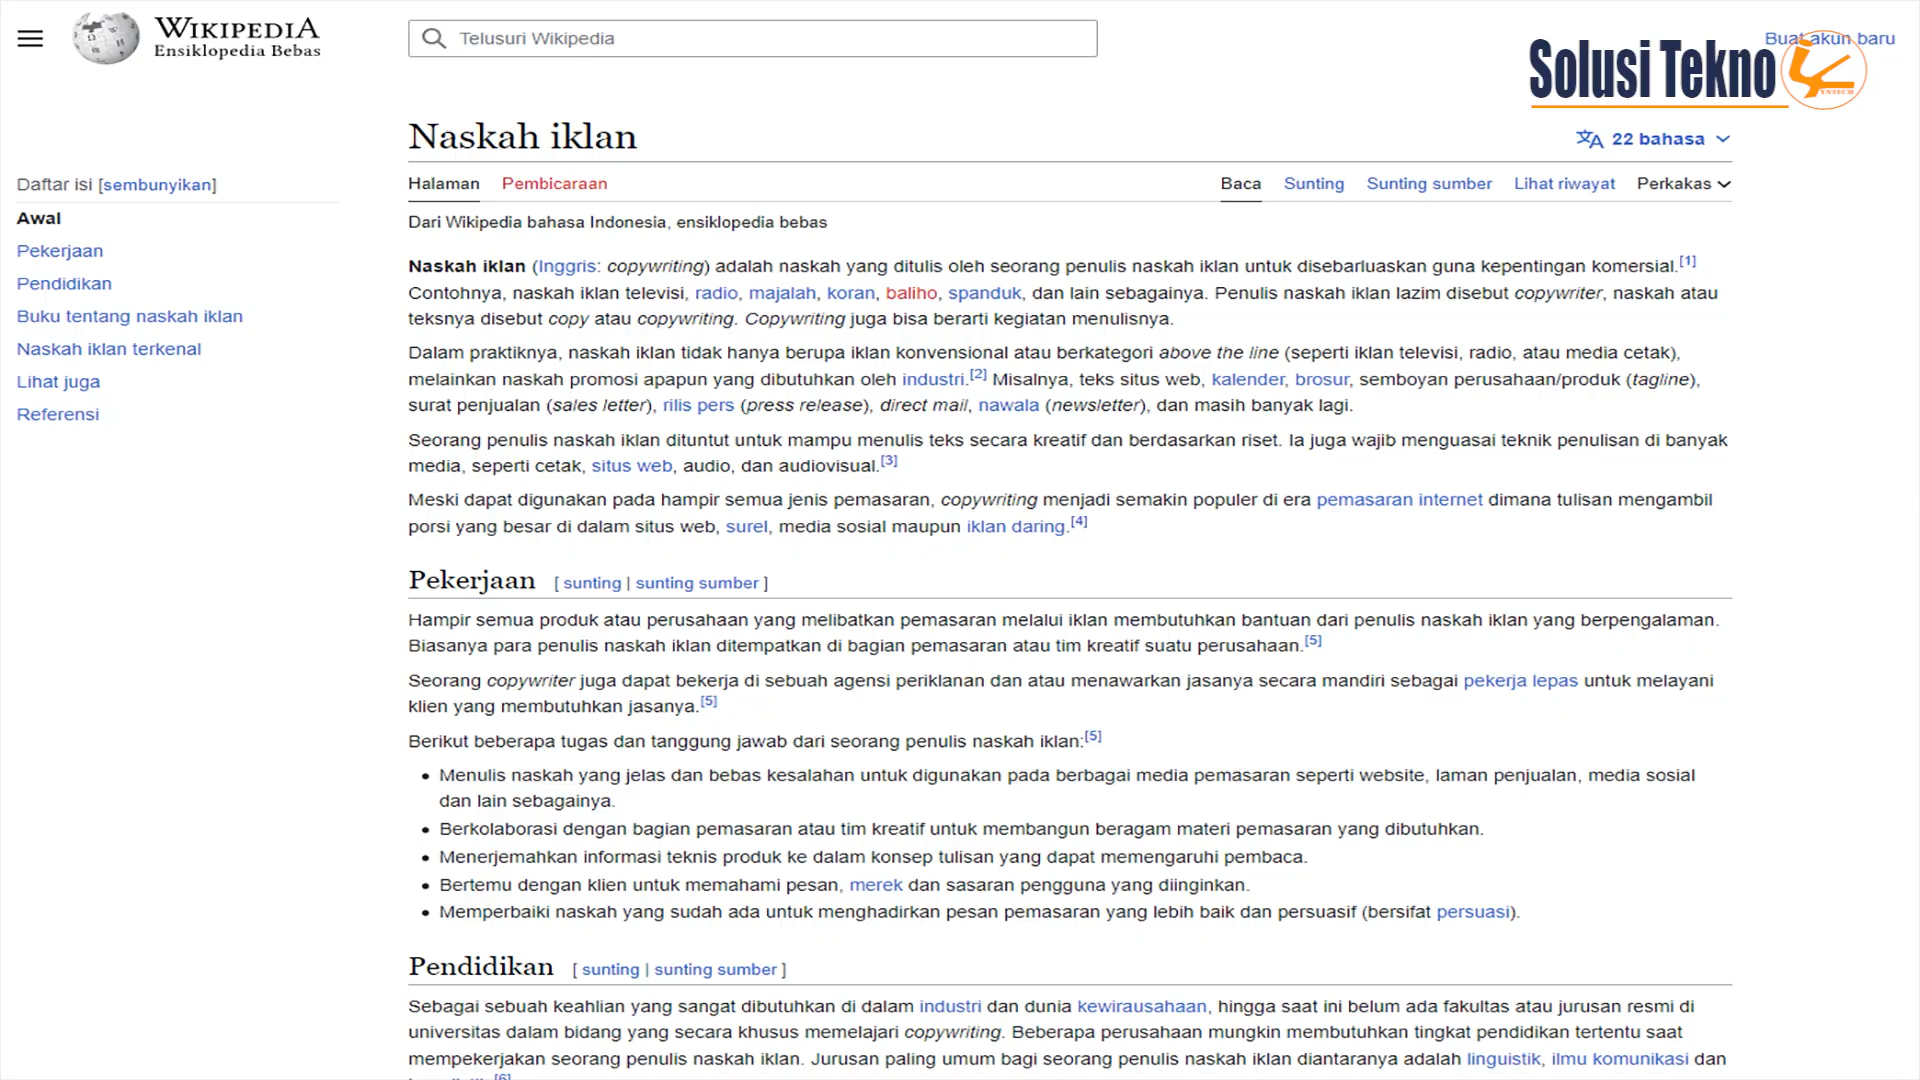 WIKIPEDIA
Ensiklopedia Bebas
Telusuri Wikipedia
Buat akun baru
Solusi Tekno
YNTECH
Naskah iklan
22 bahasa
Daftar isi [sembunyikan]
Awal
Pekerjaan
Pendidikan
Buku tentang naskah iklan
Naskah iklan terkenal
Lihat juga
Referensi
Halaman Pembicaraan Baca Sunting Sunting sumber Lihat riwayat Perkakas
Dari Wikipedia bahasa Indonesia, ensiklopedia bebas
Naskah iklan (Inggris: copywriting) adalah naskah yang ditulis oleh seorang penulis naskah iklan untuk disebarluaskan guna kepentingan komersial.[1]
Contohnya, naskah iklan televisi, radio, majalah, koran, baliho, spanduk, dan lain sebagainya. Penulis naskah iklan lazim disebut copywriter, naskah atau
teksnya disebut copy atau copywriting. Copywriting juga bisa berarti kegiatan menulisnya.
Dalam praktiknya, naskah iklan tidak hanya berupa iklan konvensional atau berkategori above the line (seperti iklan televisi, radio, atau media cetak),
melainkan naskah promosi apapun yang dibutuhkan oleh industri.[2] Misalnya, teks situs web, kalender, brosur, semboyan perusahaan/produk (tagline),
surat penjualan (sales letter), rilis pers (press release), direct mail, nawala (newsletter), dan masih banyak lagi.
Seorang penulis naskah iklan dituntut untuk mampu menulis teks secara kreatif dan berdasarkan riset. Ia juga wajib menguasai teknik penulisan di banyak
media, seperti cetak, situs web, audio, dan audiovisual.[3]
Meski dapat digunakan pada hampir semua jenis pemasaran, copywriting menjadi semakin populer di era pemasaran internet dimana tulisan mengambil
porsi yang besar di dalam situs web, surel, media sosial maupun iklan daring.[4]
Pekerjaan [ sunting | sunting sumber ]
Hampir semua produk atau perusahaan yang melibatkan pemasaran melalui iklan membutuhkan bantuan dari penulis naskah iklan yang berpengalaman.
Biasanya para penulis naskah iklan ditempatkan di bagian pemasaran atau tim kreatif suatu perusahaan.[5]
Seorang copywriter juga dapat bekerja di sebuah agensi periklanan dan atau menawarkan jasanya secara mandiri sebagai pekerja lepas untuk melayani
klien yang membutuhkan jasanya.[5]
Berikut beberapa tugas dan tanggung jawab dari seorang penulis naskah iklan:[5]
• Menulis naskah yang jelas dan bebas kesalahan untuk digunakan pada berbagai media pemasaran seperti website, laman penjualan, media sosial
dan lain sebagainya.
• Berkolaborasi dengan bagian pemasaran atau tim kreatif untuk membangun beragam materi pemasaran yang dibutuhkan.
• Menerjemahkan informasi teknis produk ke dalam konsep tulisan yang dapat memengaruhi pembaca.
• Bertemu dengan klien untuk memahami pesan, merek dan sasaran pengguna yang diinginkan.
• Memperbaiki naskah yang sudah ada untuk menghadirkan pesan pemasaran yang lebih baik dan persuasif (bersifat persuasi).
Pendidikan [ sunting | sunting sumber ]
Sebagai sebuah keahlian yang sangat dibutuhkan di dalam industri dan dunia kewirausahaan, hingga saat ini belum ada fakultas atau jurusan resmi di
universitas dalam bidang yang secara khusus memelajari copywriting. Beberapa perusahaan mungkin membutuhkan tingkat pendidikan tertentu saat
mempekerjakan seorang penulis naskah iklan. Jurusan paling umum bagi seorang penulis naskah iklan diantaranya adalah linguistik, ilmu komunikasi dan
[6]